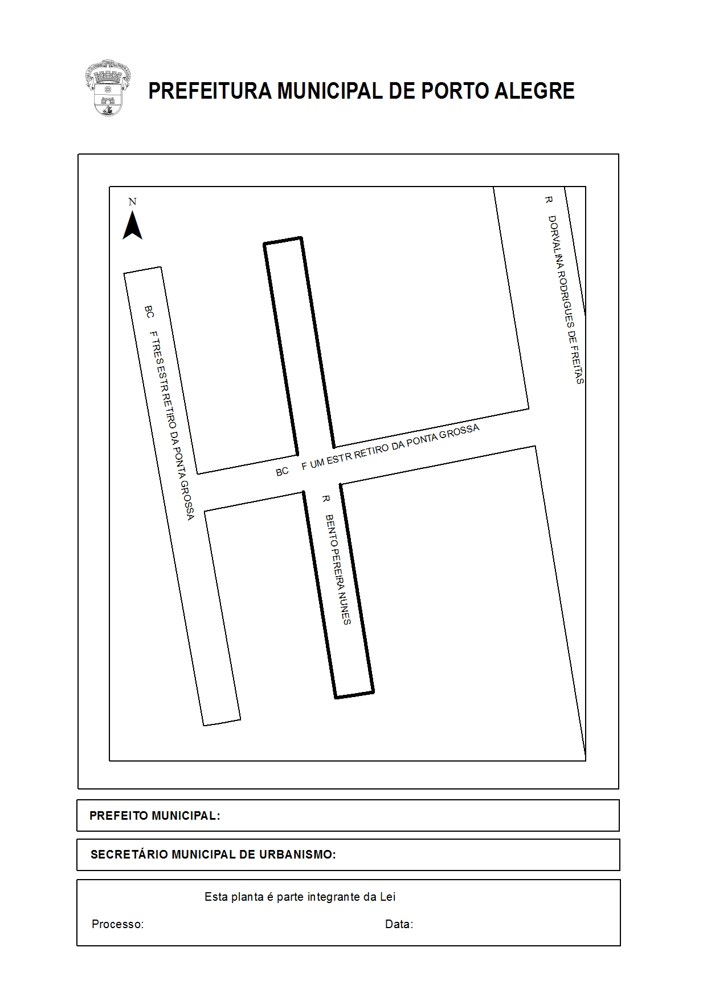 PREFEITURA MUNICIPAL DE PORTO ALEGRE
N
R DORVALINA RODRIGUES DE FREITAS
BC F TRES ESTR RETIRO DA PONTA GROSSA
BC F UM ESTR RETIRO DA PONTA GROSSA
R BENTO PEREIRA NUNES
PREFEITO MUNICIPAL:
SECRETÁRIO MUNICIPAL DE URBANISMO:
Esta planta é parte integrante da Lei
Processo: Data: